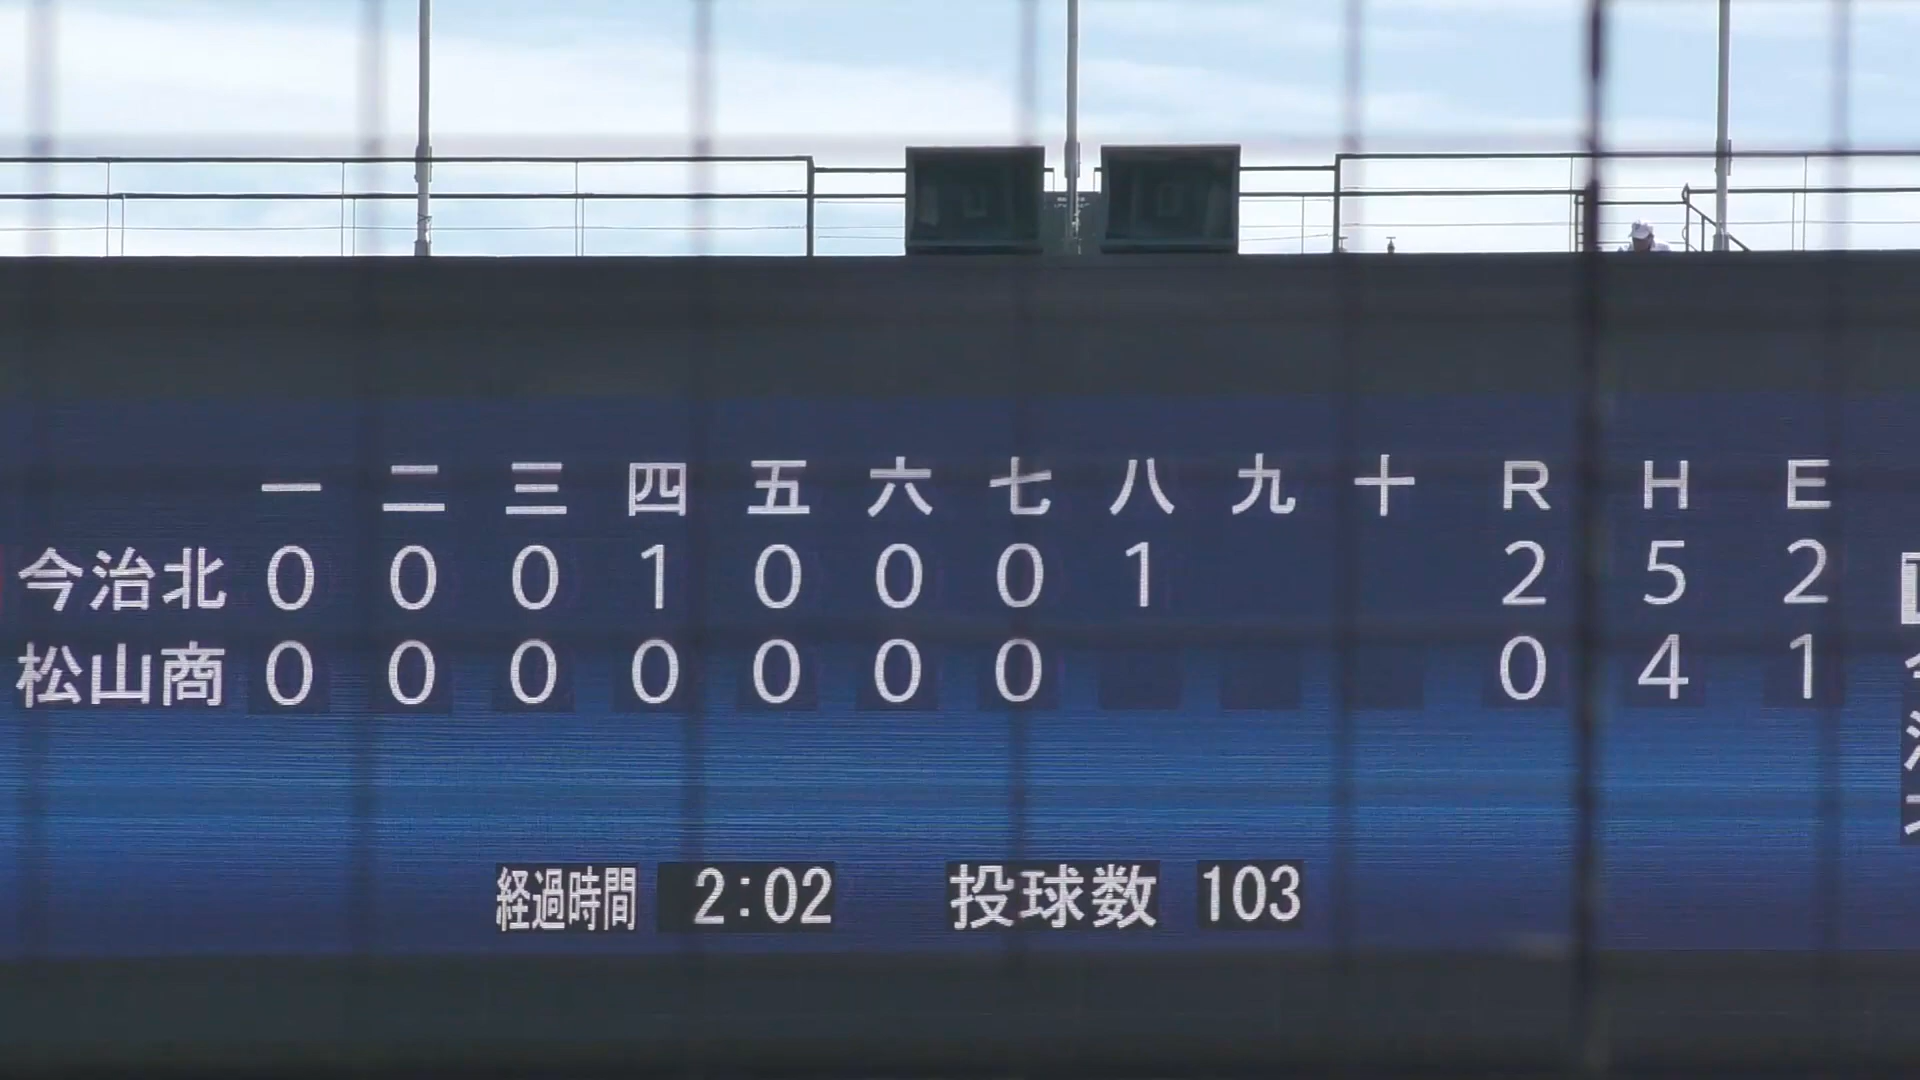 一 二 三 四 五 六 七 八 九 十 R H E
今治北 0 0 0 1 0 0 0 1 2 5 2
松山商 0 0 0 0 0 0 0 0 4 1
経過時間 2:02 投球数 103